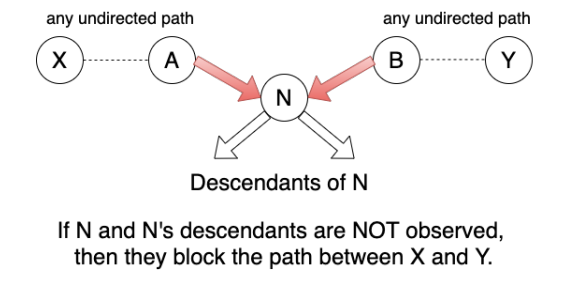 any undirected path
any undirected path
X
A
B
Y
N
Descendants of N
If N and N's descendants are NOT observed,
then they block the path between X and Y.